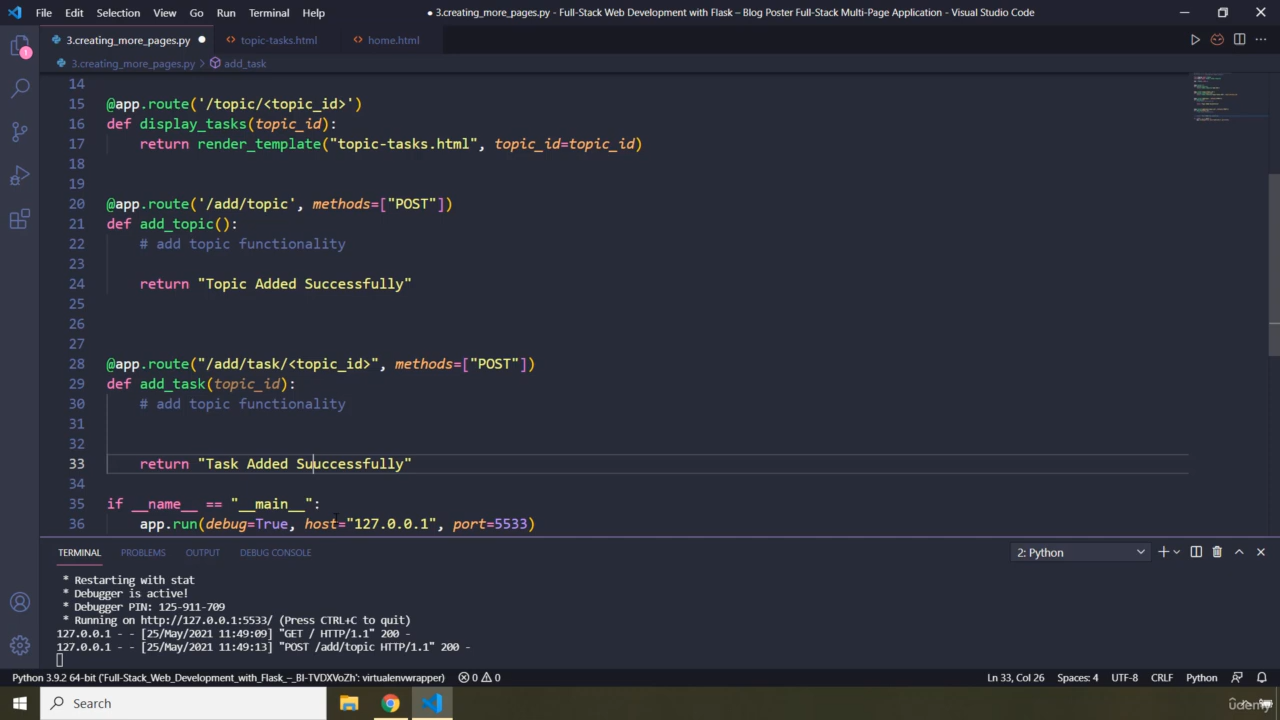 File Edit Selection View Go Run Terminal Help ● 3.creating_more_pages.py - Full-Stack Web Development with Flask – Blog Poster Full-Stack Multi-Page Application - Visual Studio Code
3.creating_more_pages.py ● <> topic-tasks.html <> home.html
3.creating_more_pages.py > add_task
14
15 @app.route('/topic/<topic_id>')
16 def display_tasks(topic_id):
17 return render_template("topic-tasks.html", topic_id=topic_id)
18
19
20 @app.route('/add/topic', methods=["POST"])
21 def add_topic():
22 # add topic functionality
23
24 return "Topic Added Successfully"
25
26
27
28 @app.route("/add/task/<topic_id>", methods=["POST"])
29 def add_task(topic_id):
30 # add topic functionality
31
32
33 return "Task Added Suuccessfully"
34
35 if __name__ == "__main__":
36 app.run(debug=True, host="127.0.0.1", port=5533)
1
TERMINAL PROBLEMS OUTPUT DEBUG CONSOLE 2: Python
* Restarting with stat
* Debugger is active!
* Debugger PIN: 125-911-709
* Running on http://127.0.0.1:5533/ (Press CTRL+C to quit)
127.0.0.1 - - [25/May/2021 11:49:09] "GET / HTTP/1.1" 200 -
127.0.0.1 - - [25/May/2021 11:49:13] "POST /add/topic HTTP/1.1" 200 -
Python 3.9.2 64-bit ('Full-Stack_Web_Development_with_Flask_-_BI-TVDXVoZh': virtualenvwrapper) 0 0 Ln 33, Col 26 Spaces: 4 UTF-8 CRLF Python
Search
udemy